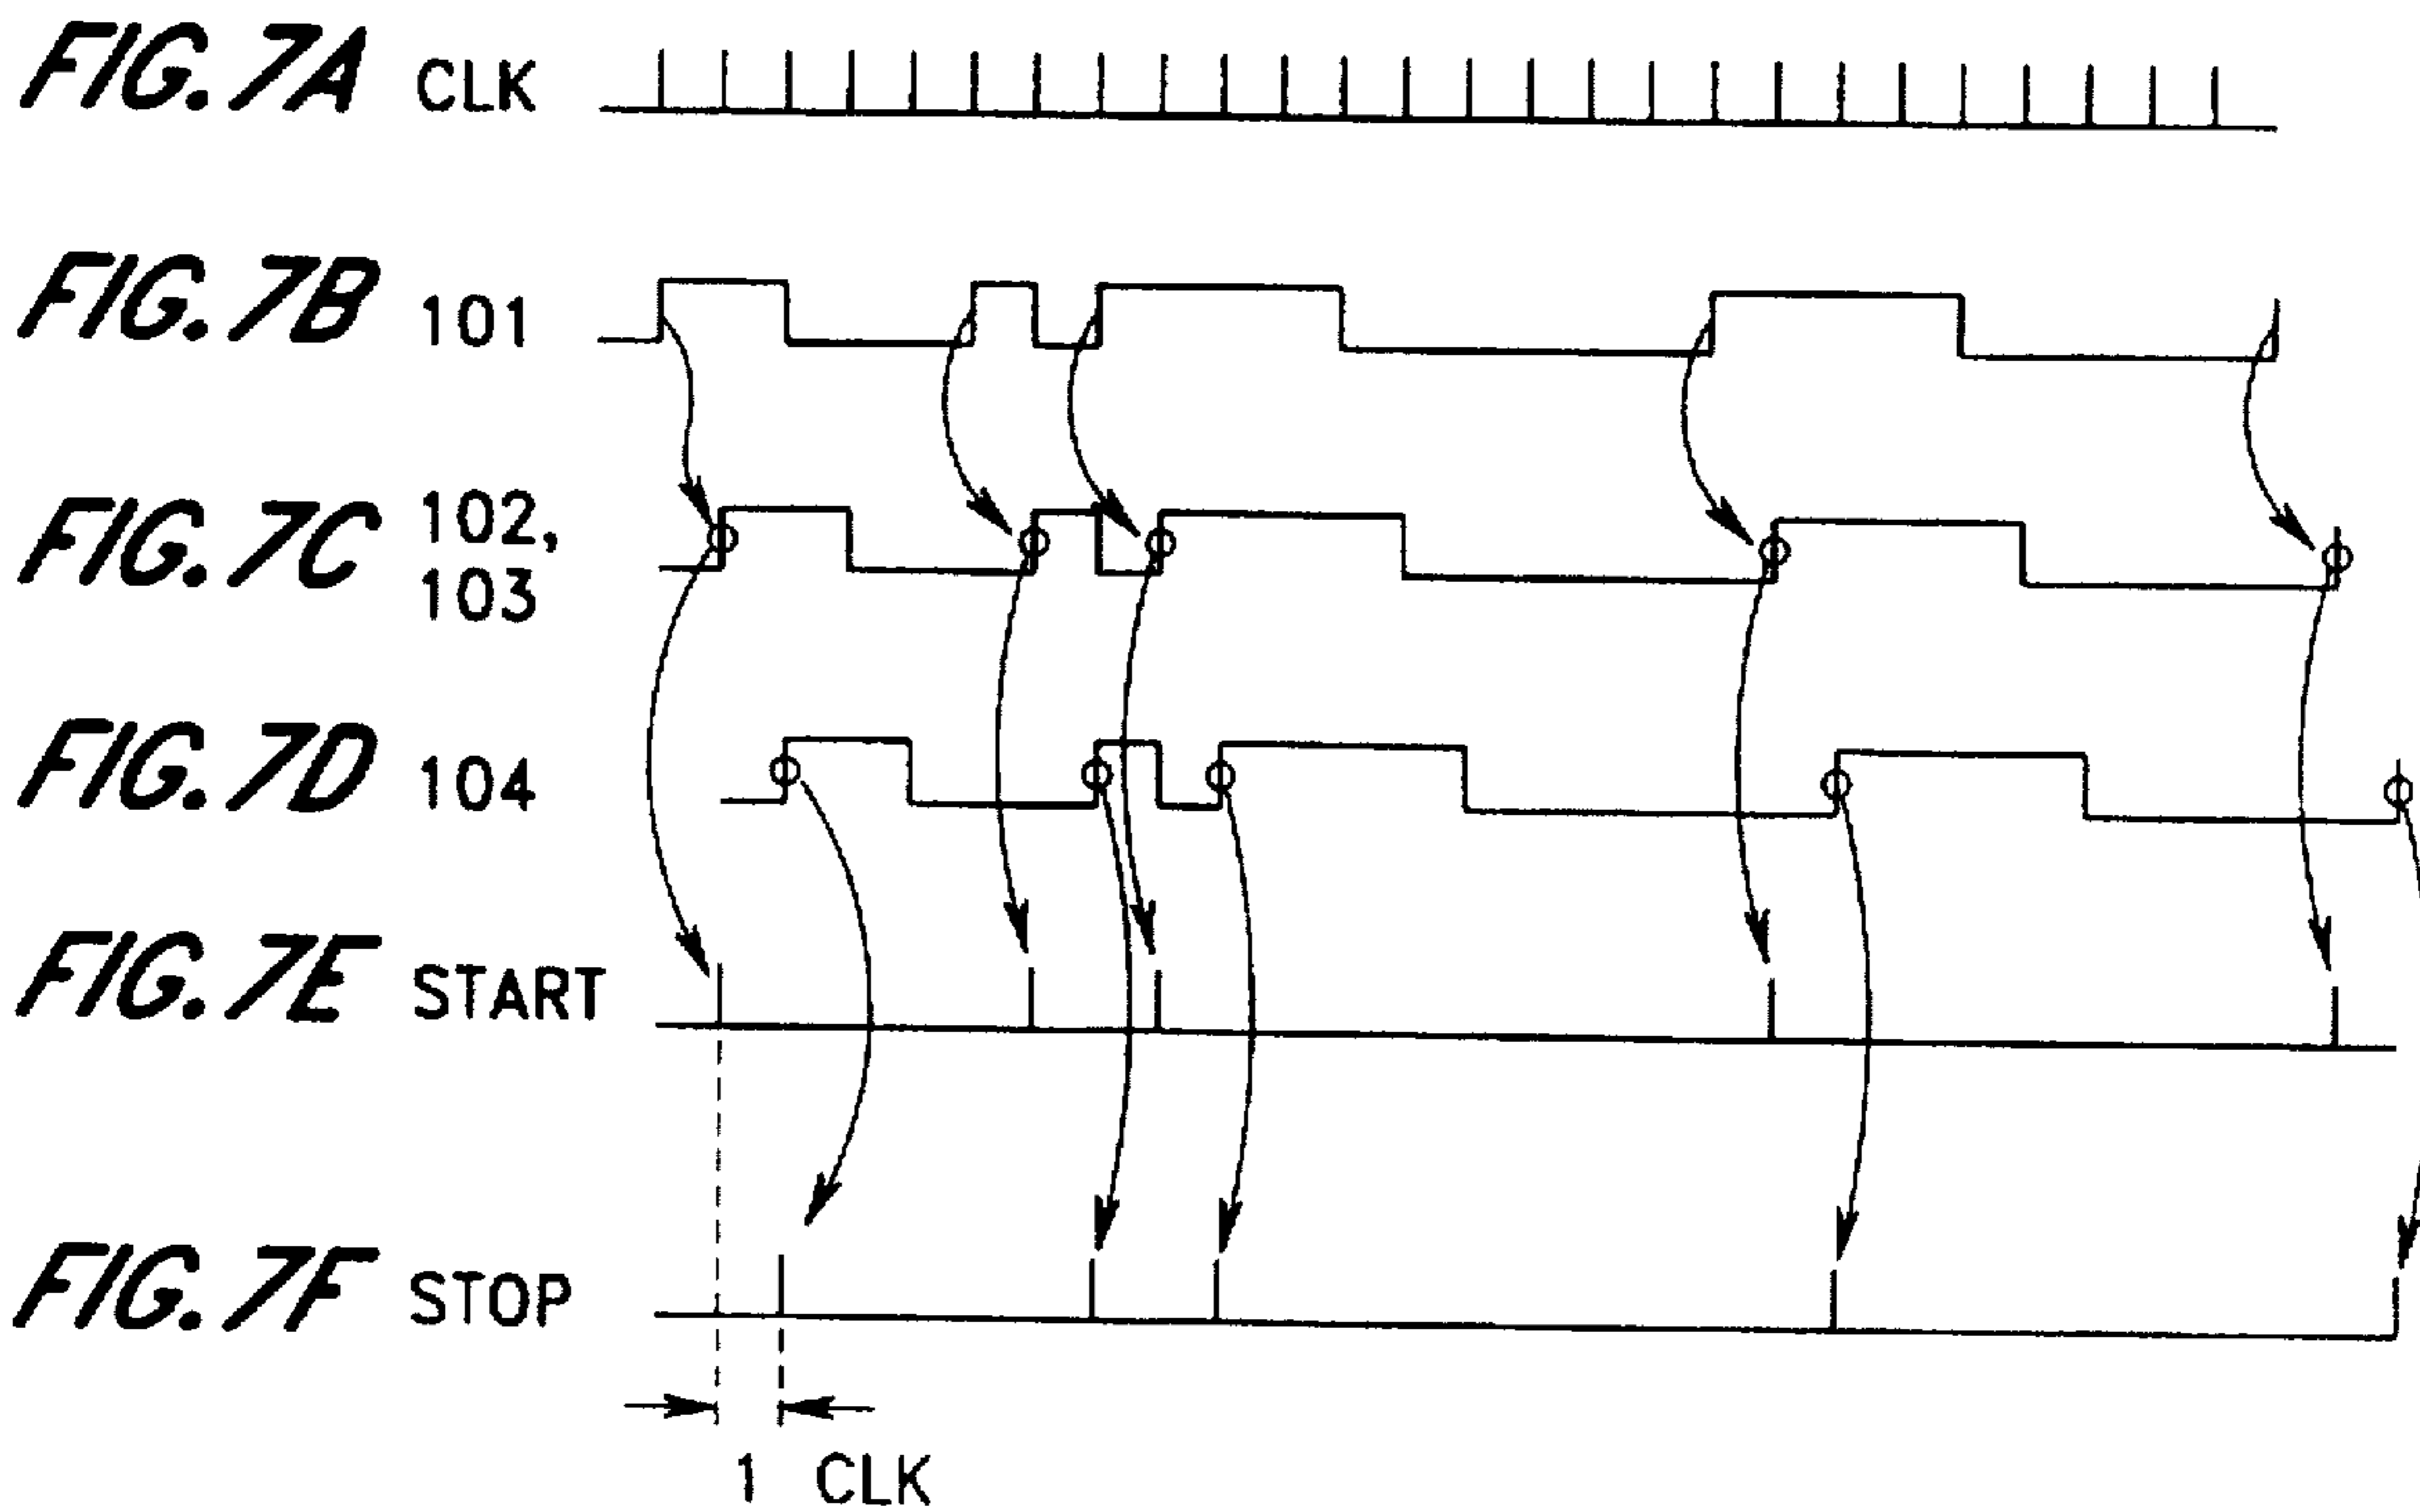 FIG. 7A CLK
FIG. 7B 101
FIG. 7C 102,
103
FIG. 7D 104
FIG. 7E START
FIG. 7F STOP
1 CLK